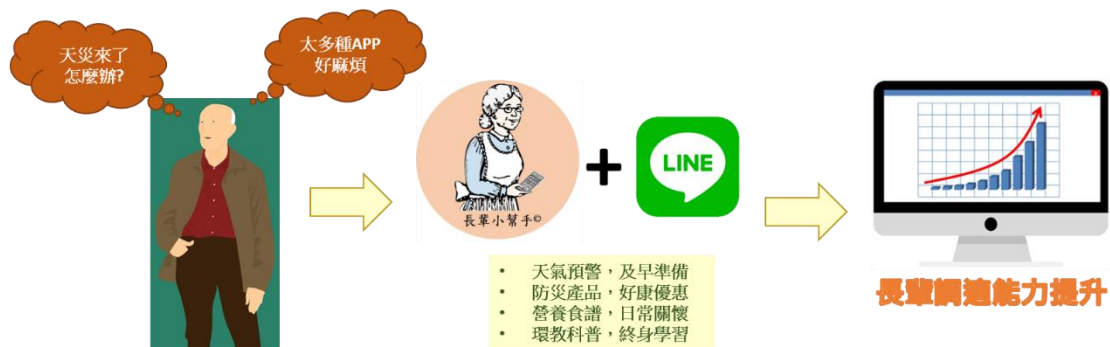 天災來了
怎麼辦?
太多種APP
好麻煩
長輩小幫手©
LINE
• 天氣預警，及早準備
• 防災產品，好康優惠
• 營養食譜，日常關懷
• 環教科普，終身學習
長輩調適能力提升